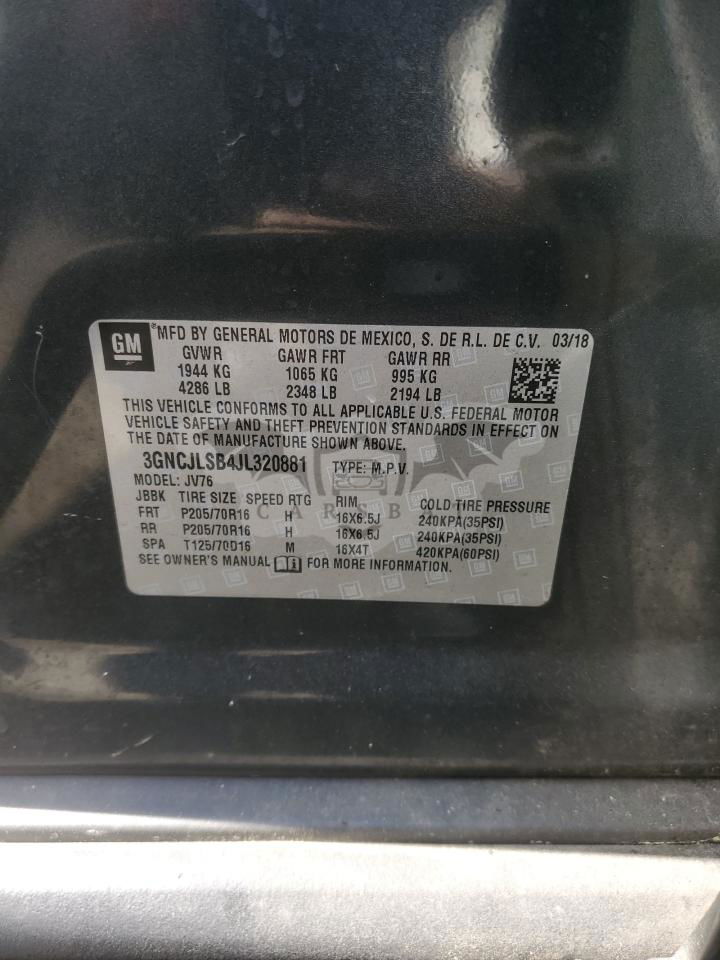 GM ®MFD BY GENERAL MOTORS DE MEXICO, S. DE R.L. DE C.V. 03/18
GVWR GAWR FRT GAWR RR
1944 KG 1065 KG 995 KG
4286 LB 2348 LB 2194 LB
THIS VEHICLE CONFORMS TO ALL APPLICABLE U.S. FEDERAL MOTOR
VEHICLE SAFETY AND THEFT PREVENTION STANDARDS IN EFFECT ON
THE DATE OF MANUFACTURE SHOWN ABOVE.
3GNCJLSB4JL320881 TYPE: M.P.V.
MODEL: JV76
JBBK TIRE SIZE SPEED RTG RIM COLD TIRE PRESSURE
FRT P205/70R16 H 16X6.5J 240KPA(35PSI)
RR P205/70R16 H 16X6.5J 240KPA(35PSI)
SPA T125/70D16 M 16X4T 420KPA(60PSI)
SEE OWNER'S MANUAL FOR MORE INFORMATION.